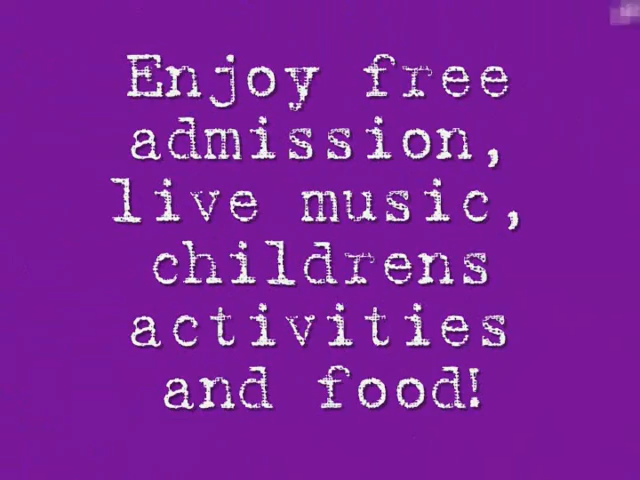 Enjoy free
admission,
live music,
childrens
activities
and food!